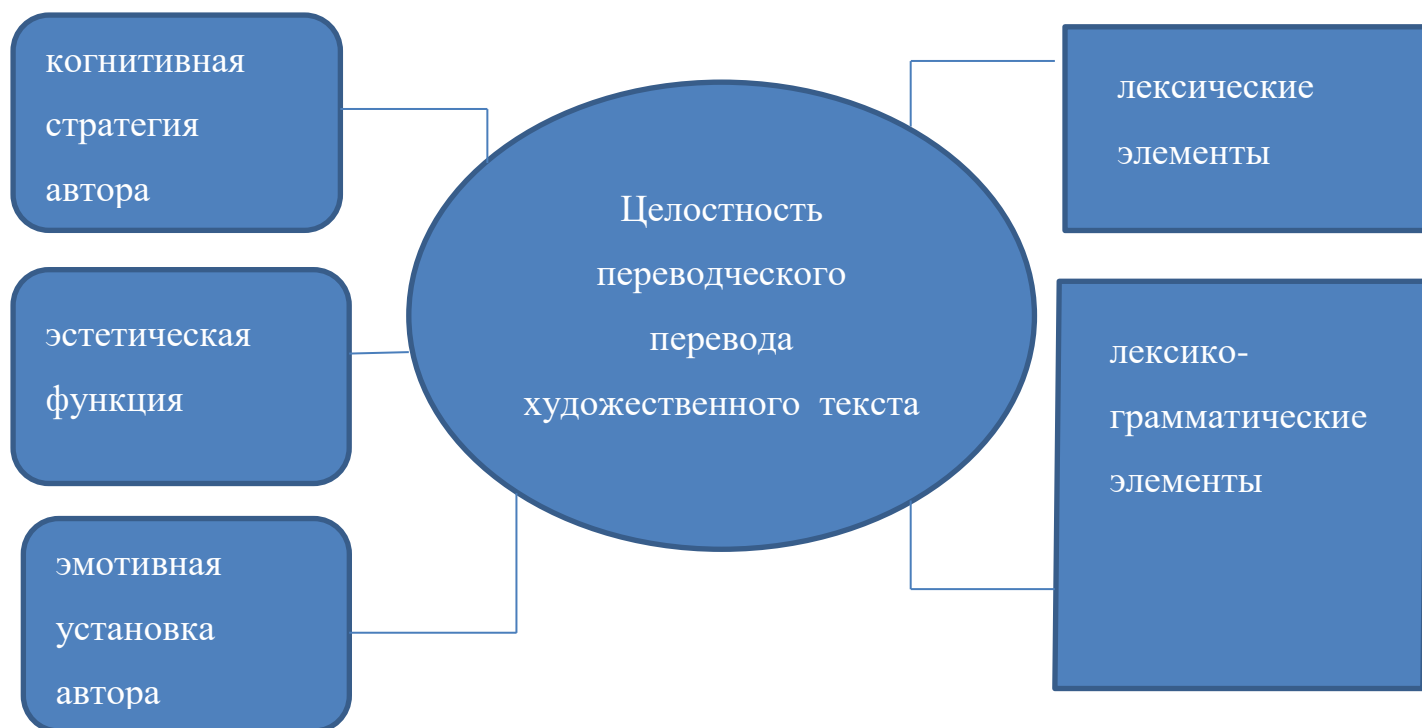 когнитивная
стратегия
автора
эстетическая
функция
эмотивная
установка
автора
Целостность
переводческого
перевода
художественного текста
лексические
элементы
лексико-
грамматические
элементы